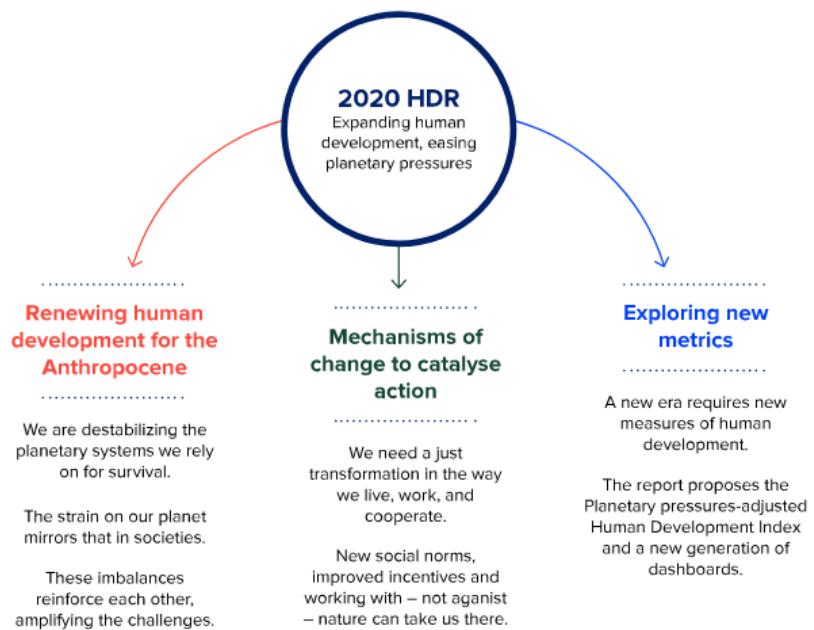 2020 HDR
Expanding human
development, easing
planetary pressures
Renewing human
development for the
Anthropocene
We are destabilizing the
planetary systems we rely
on for survival.
The strain on our planet
mirrors that in societies.
These imbalances
reinforce each other,
amplifying the challenges.
Mechanisms of
change to catalyse
action
We need a just
transformation in the way
we live, work, and
cooperate.
New social norms,
improved incentives and
working with – not aganist
– nature can take us there.
Exploring new
metrics
A new era requires new
measures of human
development.
The report proposes the
Planetary pressures-adjusted
Human Development Index
and a new generation of
dashboards.